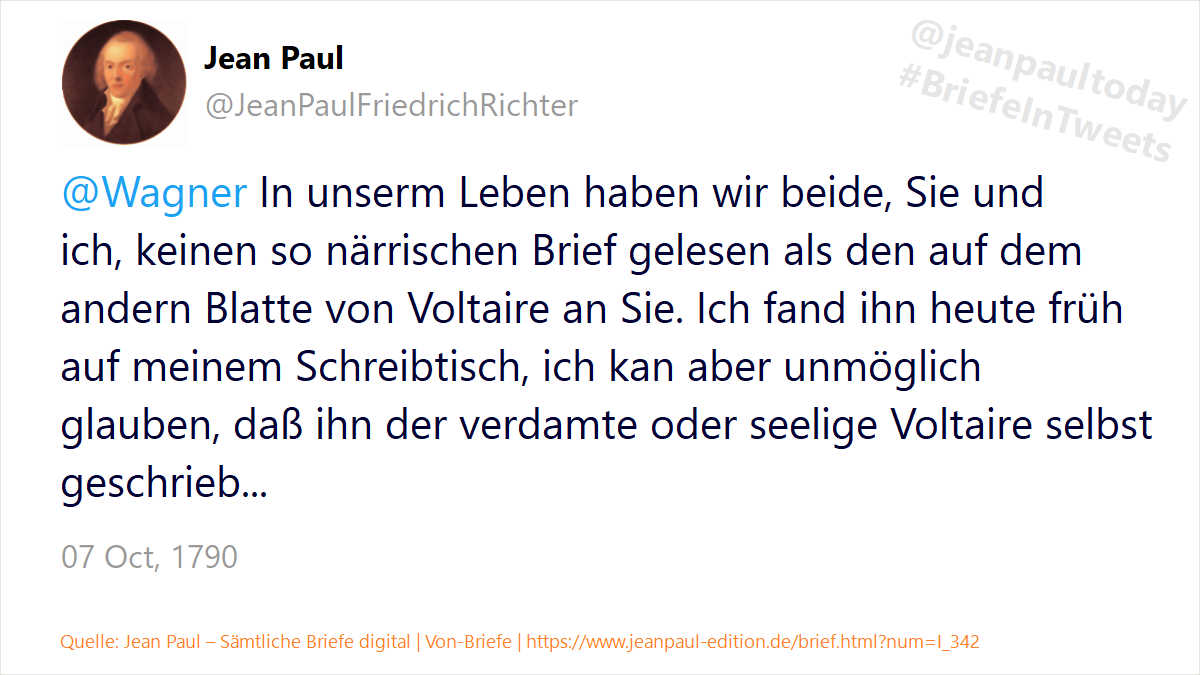 Jean Paul
@JeanPaulFriedrichRichter
@jeanpaultoday
#BriefeInTweets
@Wagner In unserm Leben haben wir beide, Sie und
ich, keinen so närrischen Brief gelesen als den auf dem
andern Blatte von Voltaire an Sie. Ich fand ihn heute früh
auf meinem Schreibtisch, ich kan aber unmöglich
glauben, daß ihn der verdamte oder seelige Voltaire selbst
geschrieb...
07 Oct, 1790
Quelle: Jean Paul – Sämtliche Briefe digital | Von-Briefe | https://www.jeanpaul-edition.de/brief.html?num=I_342